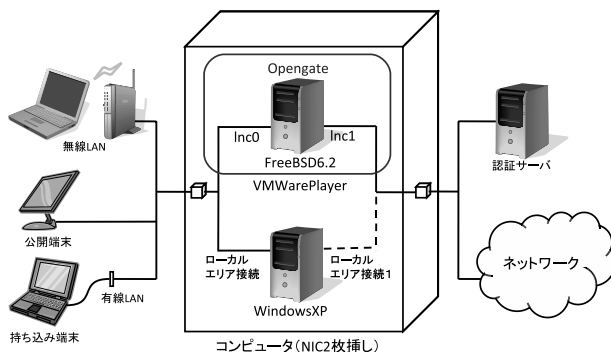 Opengate
lnc0
lnc1
FreeBSD6.2
VMWarePlayer
無線LAN
公開端末
有線LAN
持ち込み端末
ローカル
エリア接続
ローカル
エリア接続1
WindowsXP
認証サーバ
ネットワーク
コンピュータ(NIC2枚挿し)